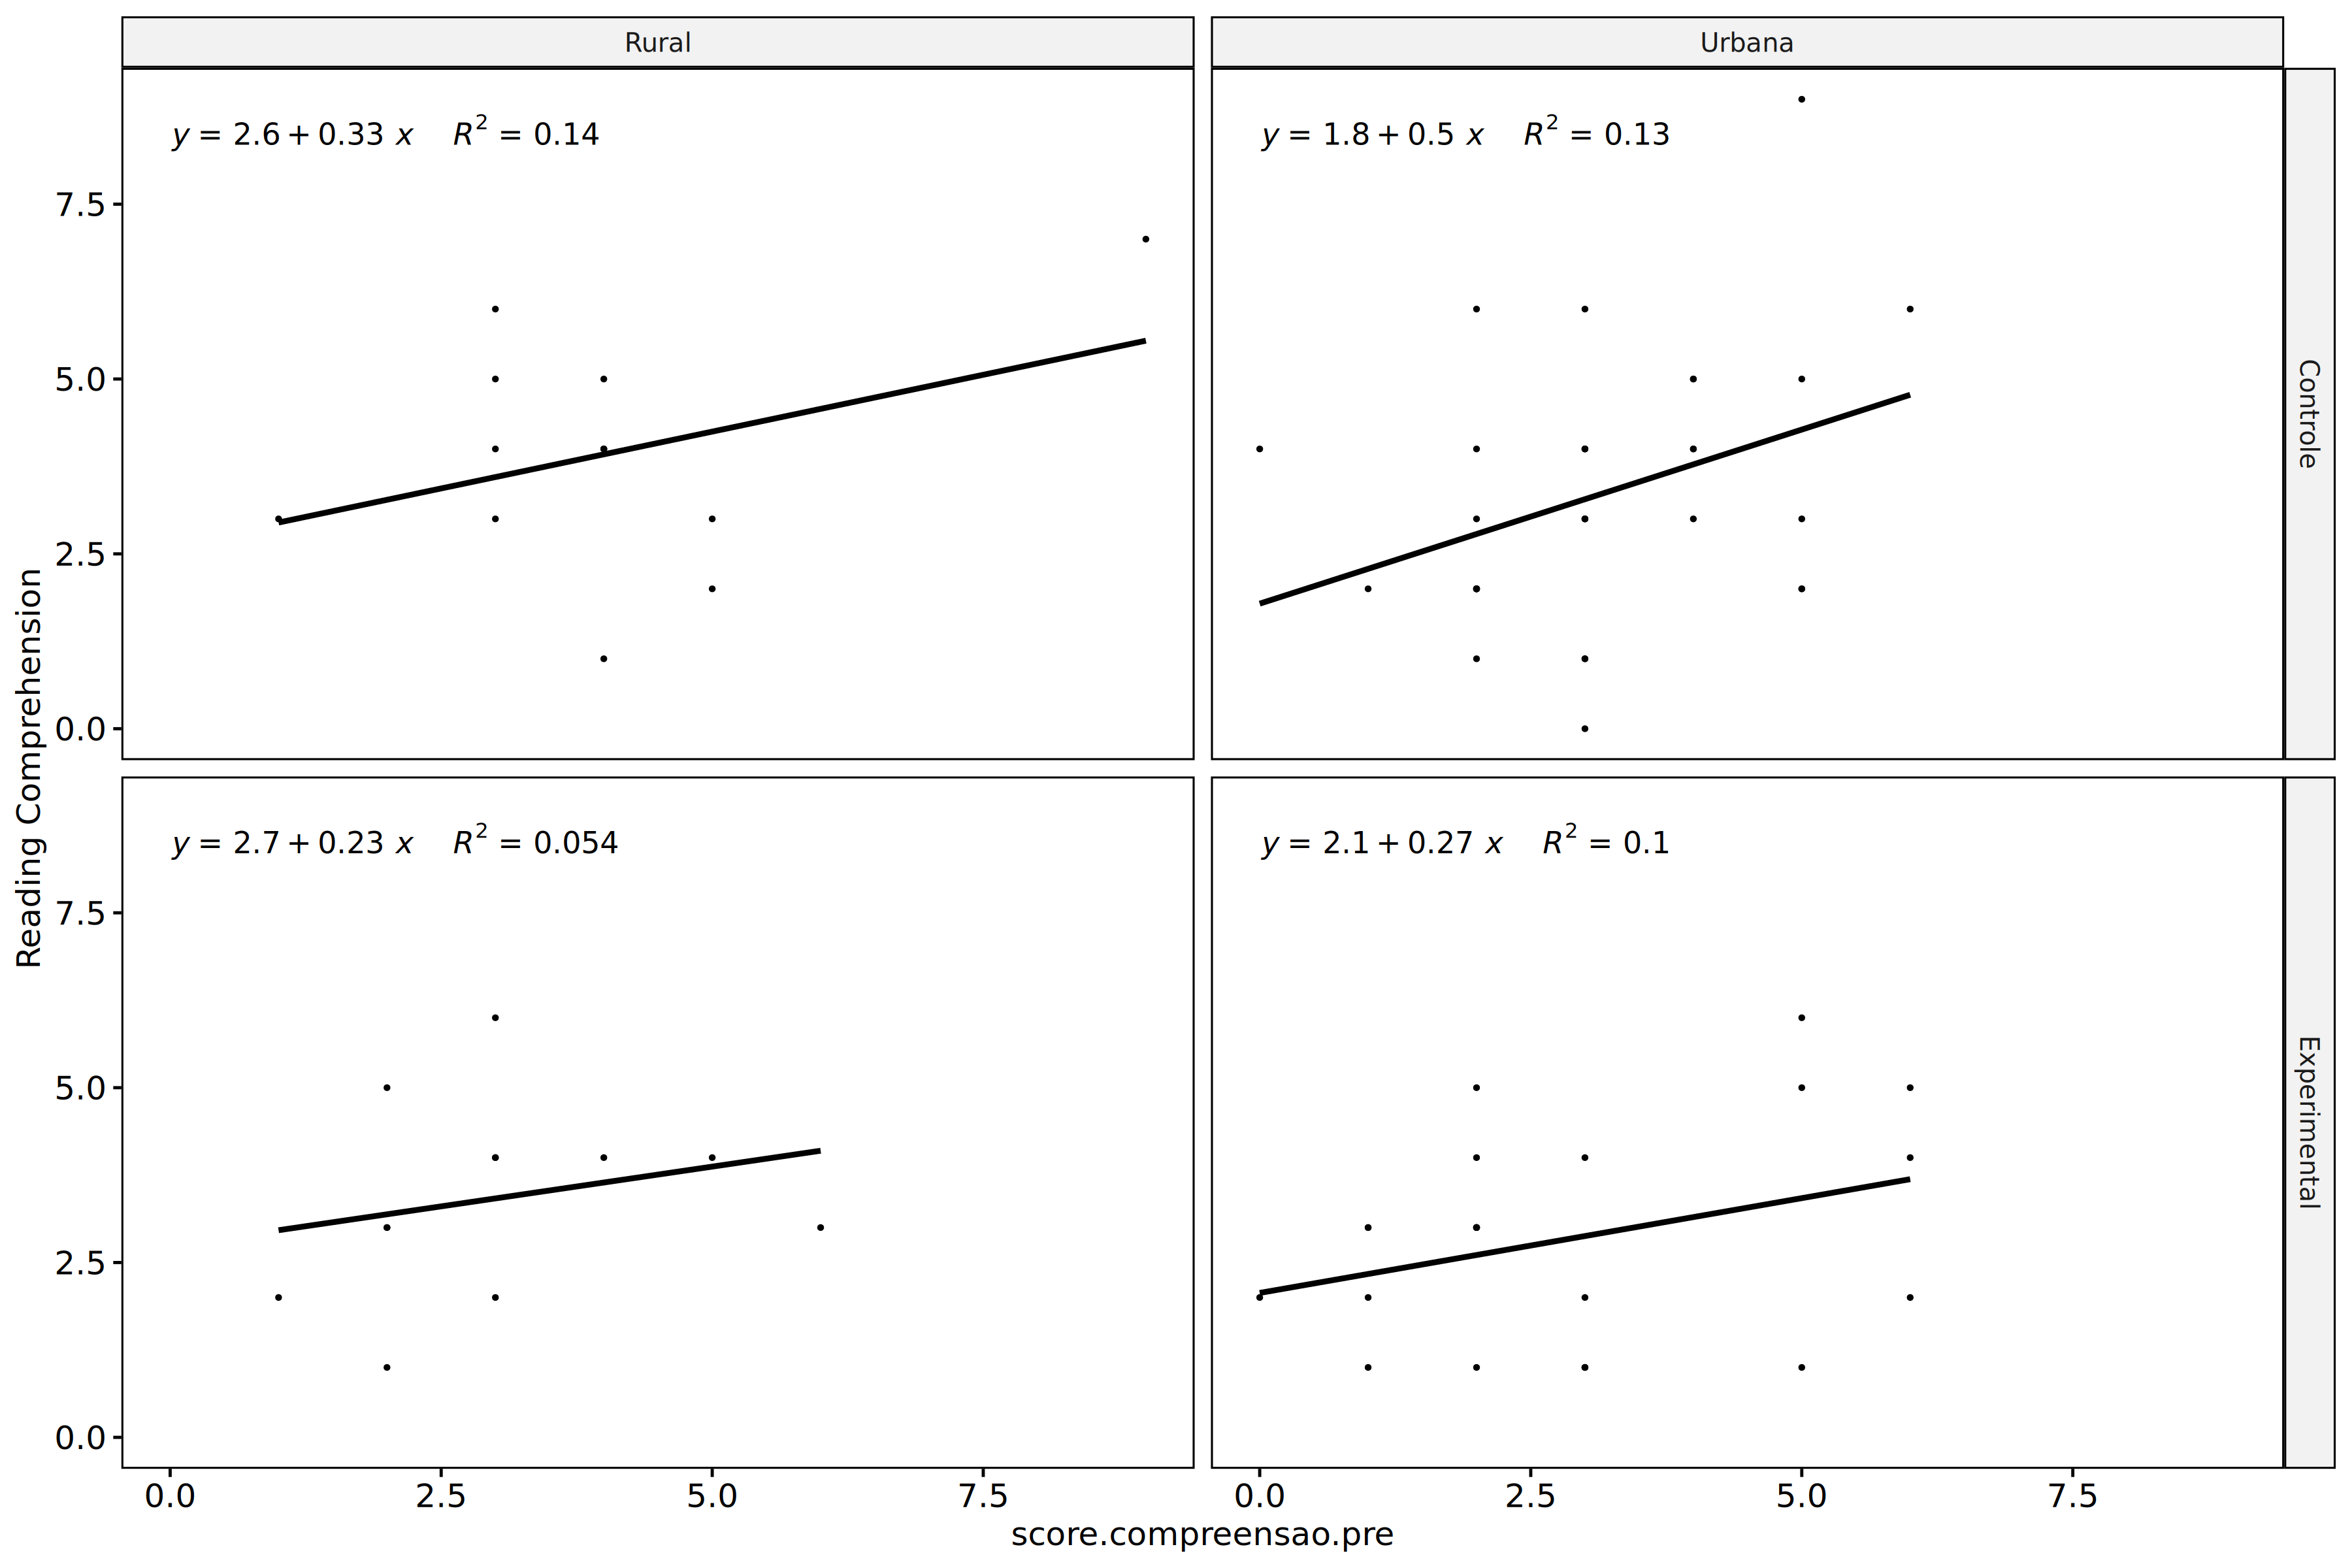 Rural
Urbana
y = 2.6 + 0.33 x R² = 0.14
y = 1.8 + 0.5 x R² = 0.13
7.5
5.0
2.5
0.0
Controle
Reading Comprehension
y = 2.7 + 0.23 x R² = 0.054
y = 2.1 + 0.27 x R² = 0.1
7.5
5.0
2.5
0.0
Experimental
0.0 2.5 5.0 7.5
0.0 2.5 5.0 7.5
score.compreensao.pre